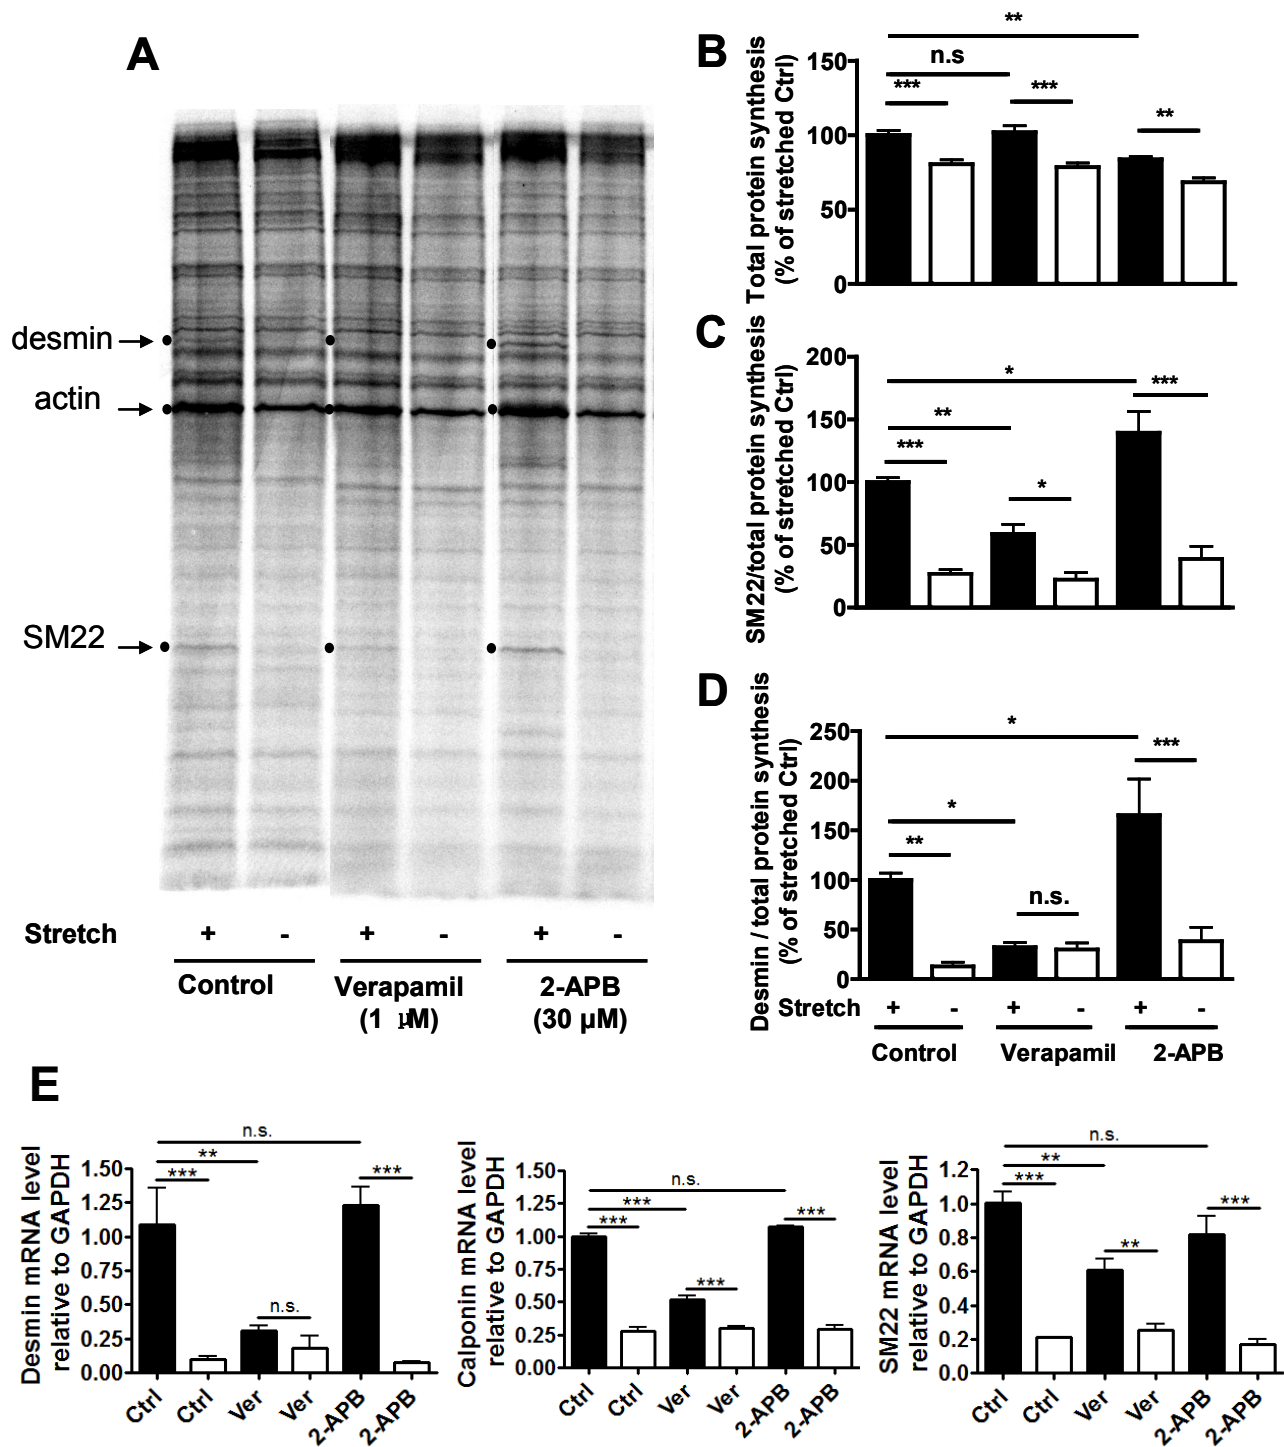 A
desmin
actin
SM22
Stretch + - + - + -
Control Verapamil 2-APB
(1 µM) (30 µM)
B
Total protein synthesis
(% of stretched Ctrl)
150
100
50
0
**
n.s
*** *** **
C
SM22/total protein synthesis
(% of stretched Ctrl)
200
150
100
50
0
* ***
**
***
*
D
Desmin / total protein synthesis
(% of stretched Ctrl)
250
200
150
100
50
0
*
***
*
**
n.s.
Stretch + - + - + -
Control Verapamil 2-APB
E
Desmin mRNA level
relative to GAPDH
1.50
1.25
1.00
0.75
0.50
0.25
0.00
n.s.
**
*** ***
n.s.
Ctrl Ctrl Ver Ver 2-APB 2-APB
Calponin mRNA level
relative to GAPDH
1.50
1.25
1.00
0.75
0.50
0.25
0.00
n.s.
***
*** ***
***
Ctrl Ctrl Ver Ver 2-APB 2-APB
SM22 mRNA level
relative to GAPDH
1.2
1.0
0.8
0.6
0.4
0.2
0.0
n.s.
**
*** ***
**
Ctrl Ctrl Ver Ver 2-APB 2-APB